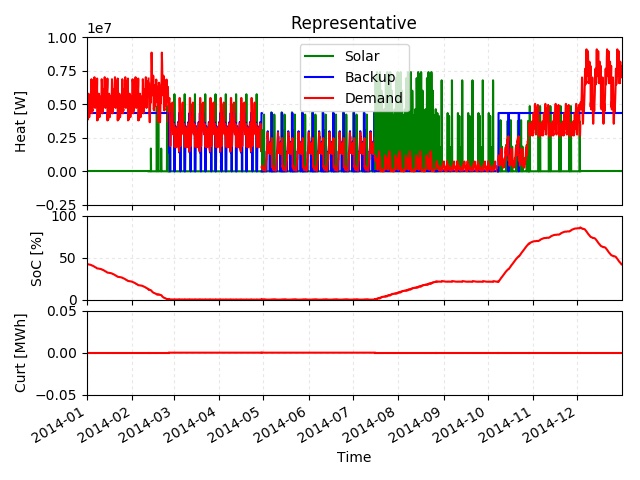 Representative
1e7
1.00
0.75
0.50
0.25
0.00
−0.25
Heat [W]
Solar
Backup
Demand
100
50
0
SoC [%]
0.05
0.00
−0.05
Curt [MWh]
2014-01
2014-02
2014-03
2014-04
2014-05
2014-06
2014-07
2014-08
2014-09
2014-10
2014-11
2014-12
Time